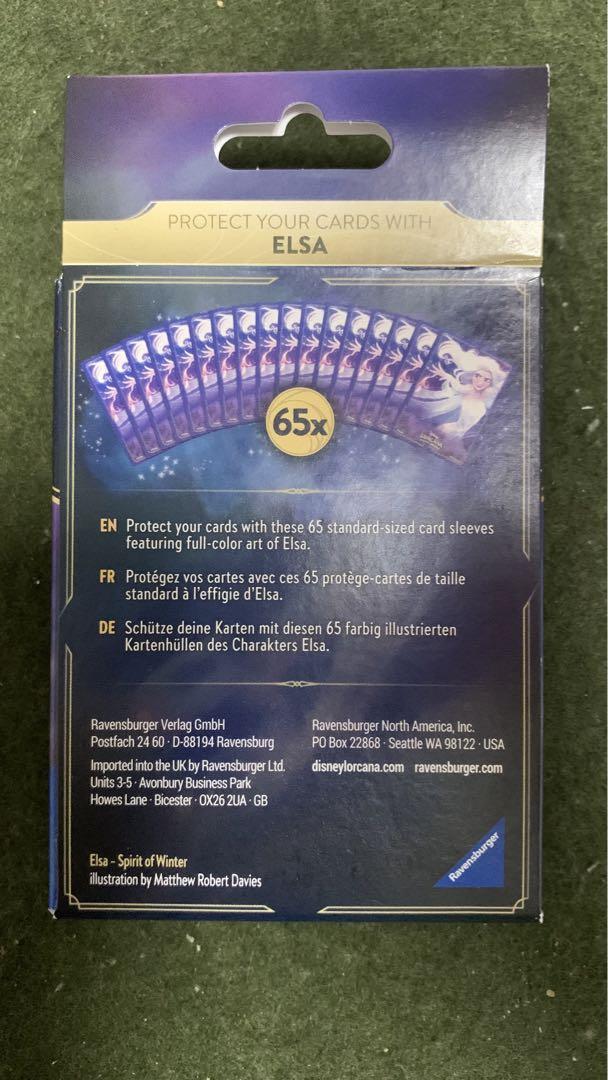 PROTECT YOUR CARDS WITH
ELSA
65x
EN Protect your cards with these 65 standard-sized card sleeves
featuring full-color art of Elsa.
FR Protégez vos cartes avec ces 65 protège-cartes de taille
standard à l'effigie d'Elsa.
DE Schütze deine Karten mit diesen 65 farbig illustrierten
Kartenhüllen des Charakters Elsa.
Ravensburger Verlag GmbH
Postfach 24 60 · D-88194 Ravensburg
Imported into the UK by Ravensburger Ltd.
Units 3-5 · Avonbury Business Park
Howes Lane · Bicester · OX26 2UA · GB
Ravensburger North America, Inc.
PO Box 22868 · Seattle WA 98122 · USA
disneylorcana.com ravensburger.com
Elsa – Spirit of Winter
illustration by Matthew Robert Davies
Ravensburger